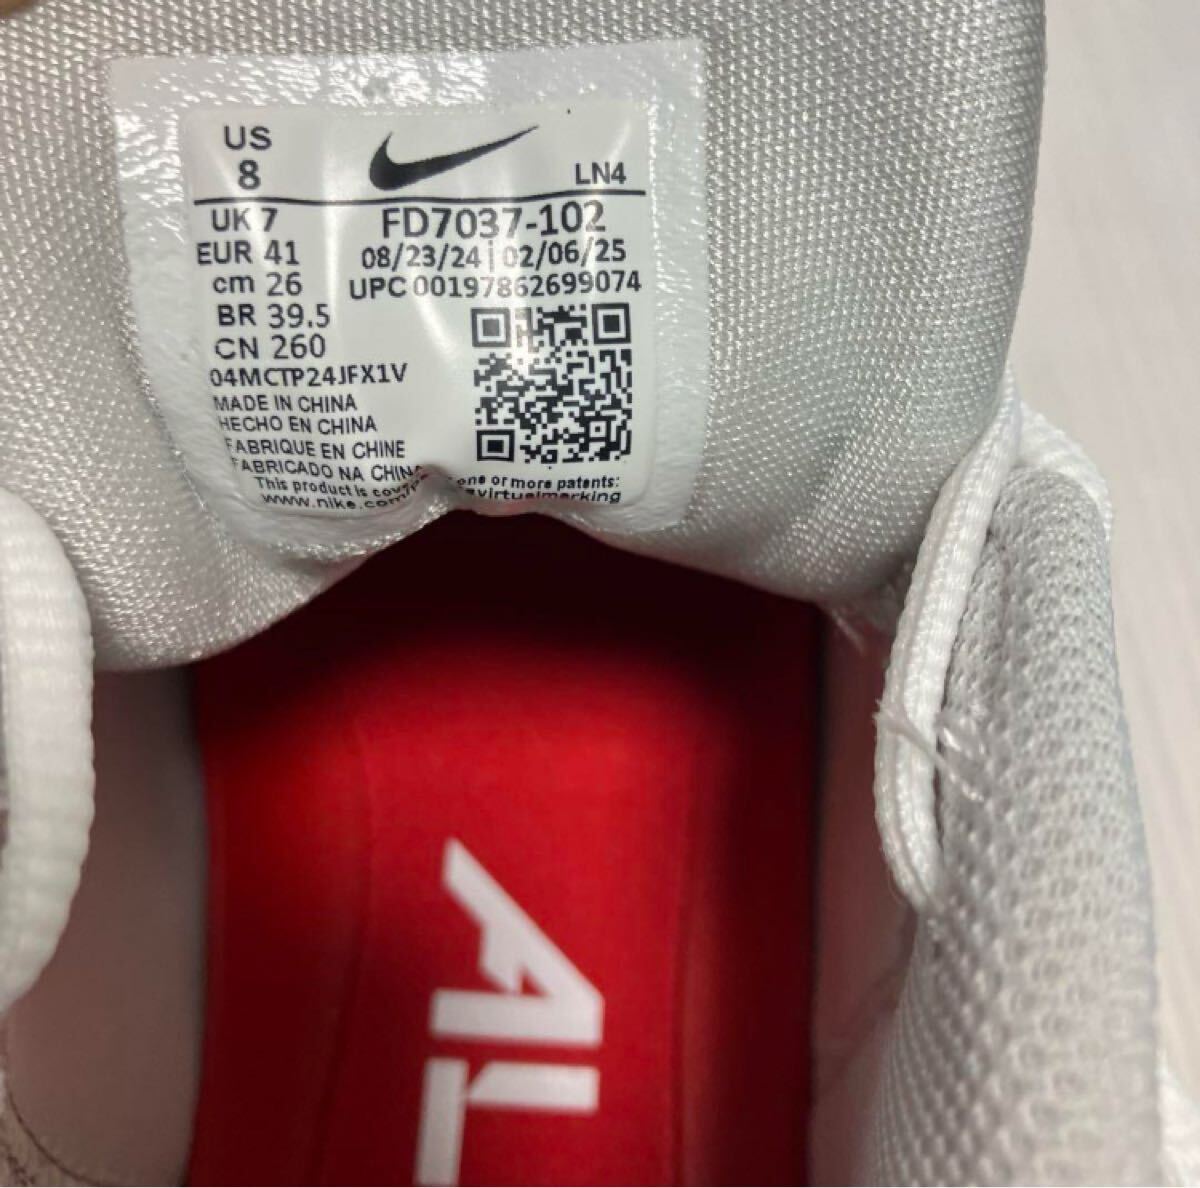 US
8
LN4
UK 7
FD7037-102
EUR 41
08/23/24 | 02/06/25
cm 26
UPC 00197862699074
BR 39.5
CN 260
04MCTP24JFX1V
MADE IN CHINA
HECHO EN CHINA
FABRIQUE EN CHINE
FABRICADO NA CHINA
This product is one or more patents:
www.nike.com virtualmarking
AL